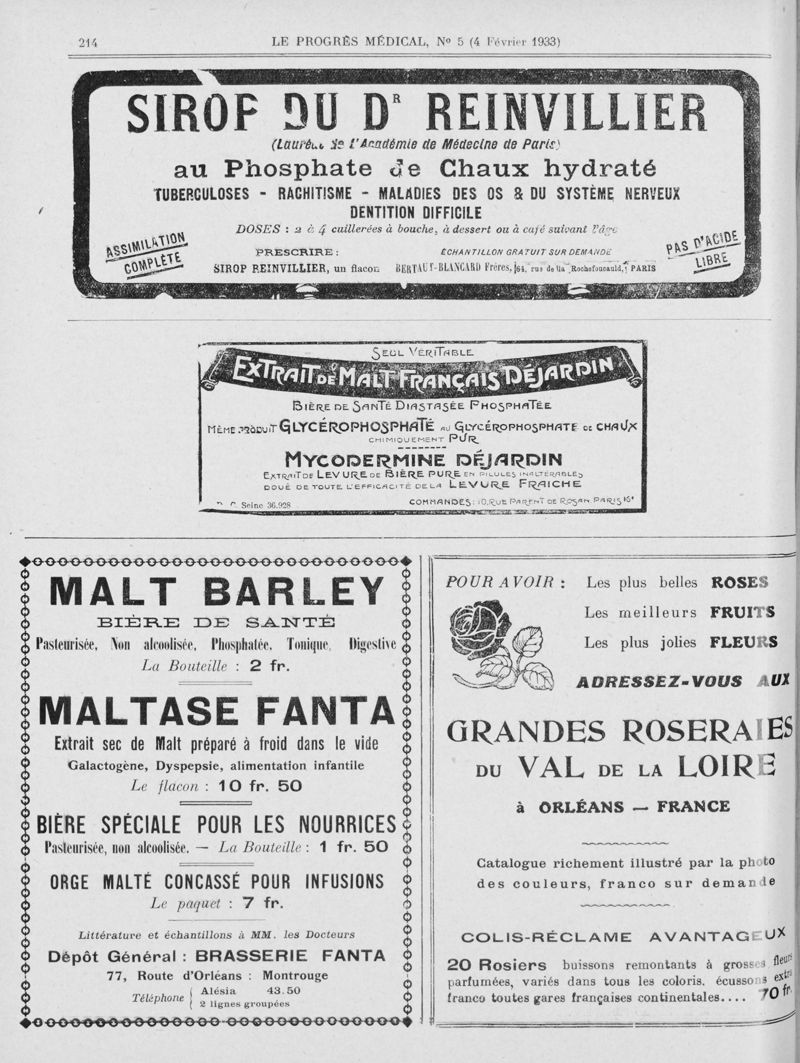 214
LE PROGRÈS MÉDICAL, No 5 (4 Février 1933)
SIROP DU Dr REINVILLIER
(Lauréat de l'Académie de Médecine de Paris)
au Phosphate de Chaux hydraté
TUBERCULOSES - RACHITISME - MALADIES DES OS & DU SYSTÈME NERVEUX
DENTITION DIFFICILE
DOSES : 2 à 4 cuillerées à bouche, à dessert ou à café suivant l'âge
ASSIMILATION
COMPLÈTE
PRESCRIRE :
SIROP REINVILLIER, un flacon
ÉCHANTILLON GRATUIT SUR DEMANDE
BERTAUT-BLANCARD Frères, 64, rue de la Rochefoucauld, PARIS
PAS D'ACIDE
LIBRE
SEUL VÉRITABLE
EXTRAIT DE MALT FRANÇAIS DÉJARDIN
BIÈRE DE SANTÉ DIASTASÉE PHOSPHATÉE
MÊME PRODUIT GLYCÉROPHOSPHATÉ AU GLYCÉROPHOSPHATE DE CHAUX
CHIMIQUEMENT PUR
MYCODERMINE DÉJARDIN
EXTRAIT DE LEVURE DE BIÈRE PURE EN PILULES INALTÉRABLES
DOUÉ DE TOUTE L'EFFICACITÉ DE LA LEVURE FRAICHE
Seine 36.928
COMMANDES: 10, RUE PARENT DE ROSAN, PARIS 16e
MALT BARLEY
BIÈRE DE SANTÉ
Pasteurisée, Non alcoolisée, Phosphatée, Tonique, Digestive
La Bouteille : 2 fr.
MALTASE FANTA
Extrait sec de Malt préparé à froid dans le vide
Galactogène, Dyspepsie, alimentation infantile
Le flacon : 10 fr. 50
BIÈRE SPÉCIALE POUR LES NOURRICES
Pasteurisée, non alcoolisée. — La Bouteille : 1 fr. 50
ORGE MALTÉ CONCASSÉ POUR INFUSIONS
Le paquet : 7 fr.
Littérature et échantillons à MM. les Docteurs
Dépôt Général : BRASSERIE FANTA
77, Route d'Orléans : Montrouge
Téléphone { Alésia 43.50
2 lignes groupées
POUR AVOIR : Les plus belles ROSES
Les meilleurs FRUITS
Les plus jolies FLEURS
ADRESSEZ-VOUS AUX
GRANDES ROSERAIES
DU VAL DE LA LOIRE
à ORLÉANS — FRANCE
Catalogue richement illustré par la photo
des couleurs, franco sur demande
COLIS-RÉCLAME AVANTAGEUX
20 Rosiers buissons remontants à grosses fleurs
parfumées, variés dans tous les coloris, écussons extra
franco toutes gares françaises continentales.... 70 fr.